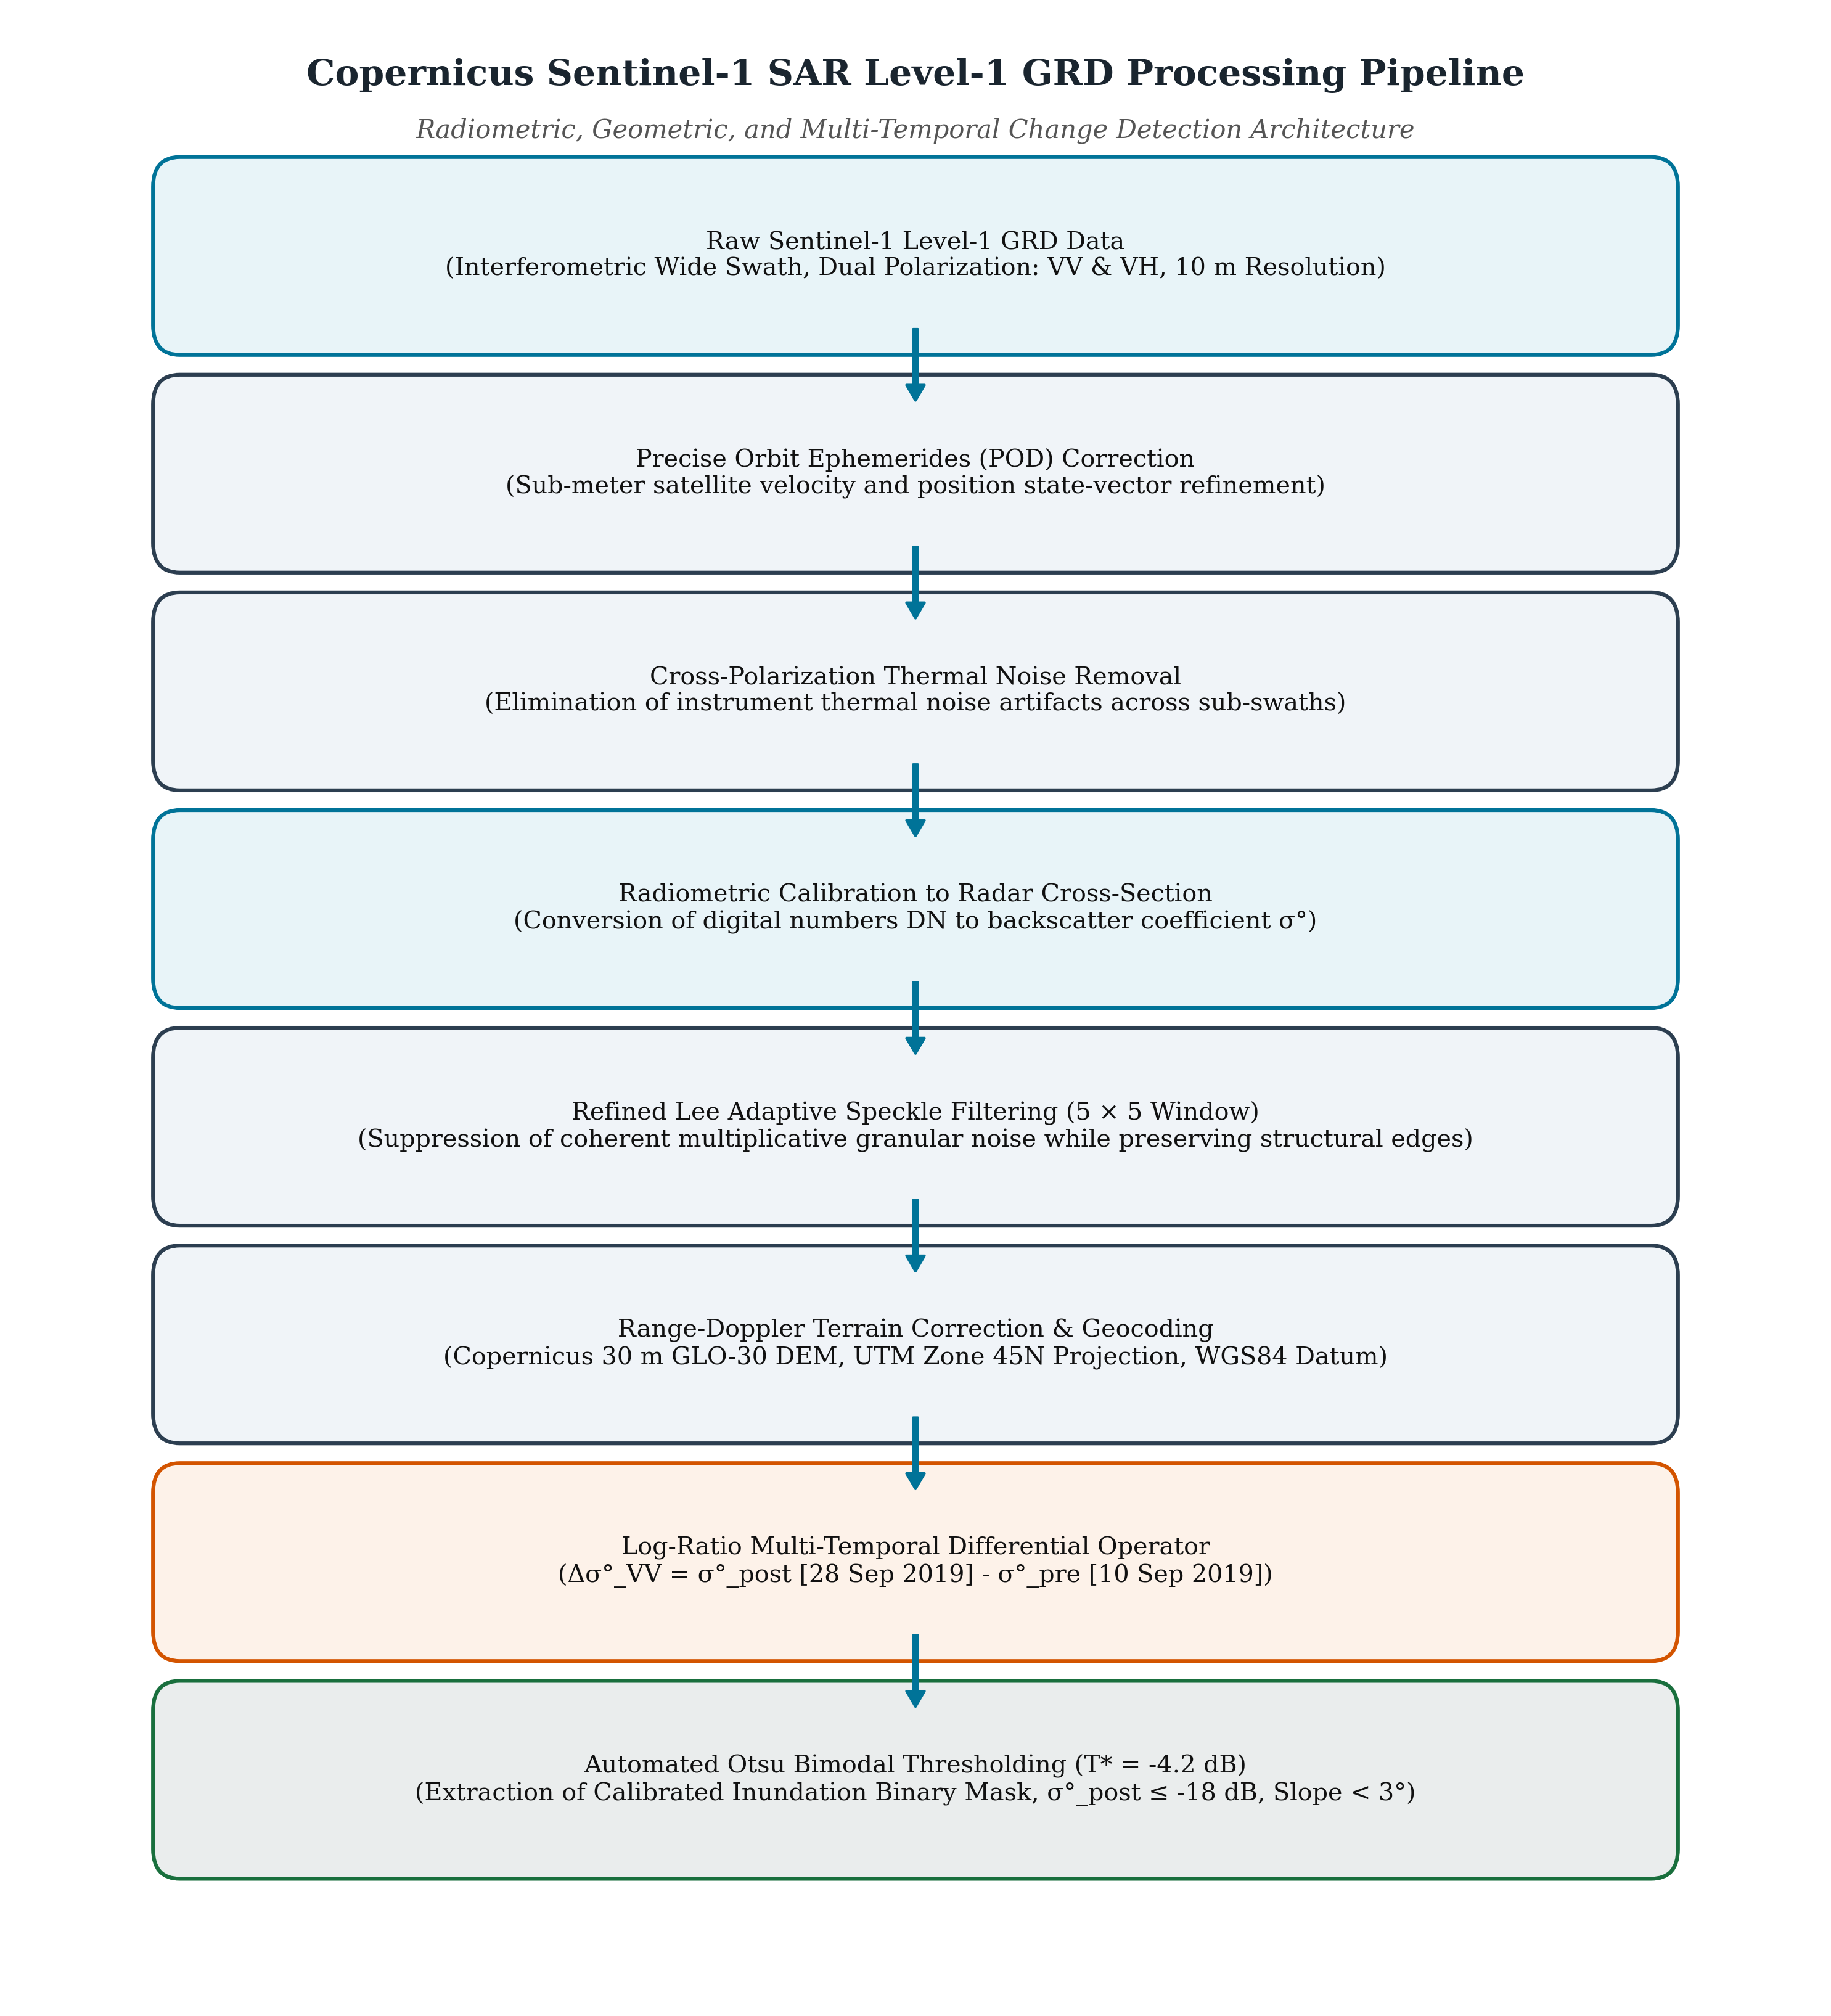 Copernicus Sentinel-1 SAR Level-1 GRD Processing Pipeline
Radiometric, Geometric, and Multi-Temporal Change Detection Architecture
Raw Sentinel-1 Level-1 GRD Data
(Interferometric Wide Swath, Dual Polarization: VV & VH, 10 m Resolution)
Precise Orbit Ephemerides (POD) Correction
(Sub-meter satellite velocity and position state-vector refinement)
Cross-Polarization Thermal Noise Removal
(Elimination of instrument thermal noise artifacts across sub-swaths)
Radiometric Calibration to Radar Cross-Section
(Conversion of digital numbers DN to backscatter coefficient σ°)
Refined Lee Adaptive Speckle Filtering (5 × 5 Window)
(Suppression of coherent multiplicative granular noise while preserving structural edges)
Range-Doppler Terrain Correction & Geocoding
(Copernicus 30 m GLO-30 DEM, UTM Zone 45N Projection, WGS84 Datum)
Log-Ratio Multi-Temporal Differential Operator
(Δσ°_VV = σ°_post [28 Sep 2019] - σ°_pre [10 Sep 2019])
Automated Otsu Bimodal Thresholding (T* = -4.2 dB)
(Extraction of Calibrated Inundation Binary Mask, σ°_post ≤ -18 dB, Slope < 3°)